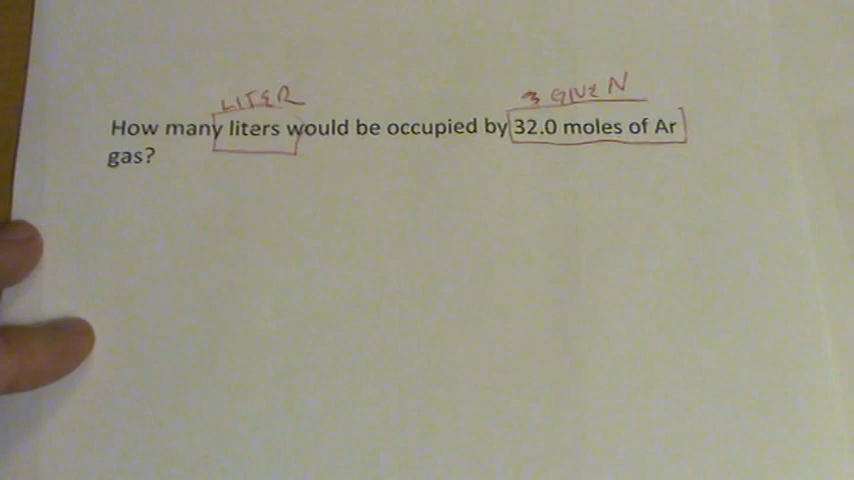 LITER
3 GIVEN
How many liters would be occupied by 32.0 moles of Ar
gas?